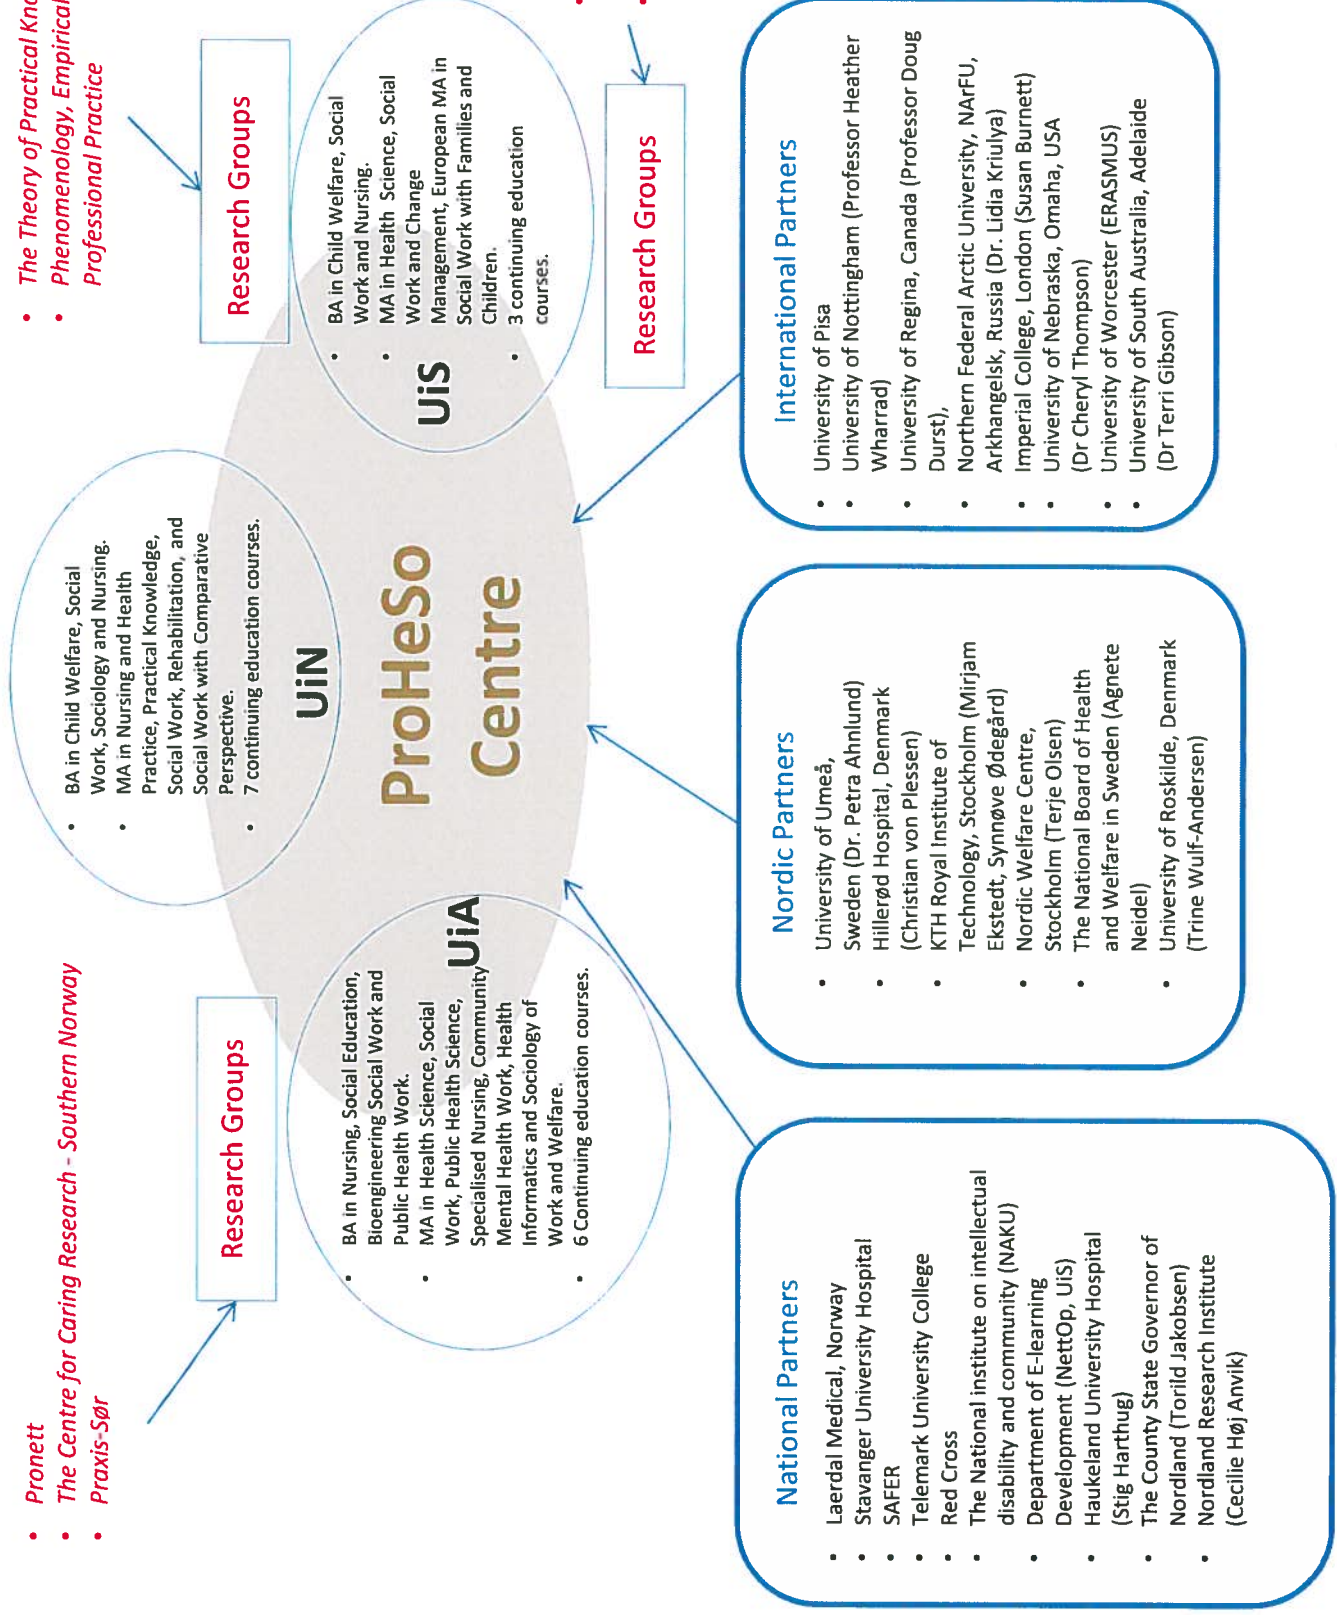 • Pronett
• The Centre for Caring Research - Southern Norway
• Praxis-Sør
Research Groups
• BA in Nursing, Social Education,
Bioengineering Social Work and
Public Health Work.
• MA in Health Science, Social
Work, Public Health Science,
Specialised Nursing, Community
Mental Health Work, Health
Informatics and Sociology of
Work and Welfare.
• 6 Continuing education courses.
UiA
• BA in Child Welfare, Social
Work, Sociology and Nursing.
• MA in Nursing and Health
Practice, Practical Knowledge,
Social Work, Rehabilitation, and
Social Work with Comparative
Perspective.
• 7 continuing education courses.
UiN
ProHeSo
Centre
• The Theory of Practical
• Phenomenology, Empirical
Professional Practice
Research Groups
• BA in Child Welfare, Social
Work and Nursing.
• MA in Health Science, Social
Work and Change
Management, European MA in
Social Work with Families and
Children.
• 3 continuing education
courses.
UiS
Research Groups
National Partners
• Laerdal Medical, Norway
• Stavanger University Hospital
• SAFER
• Telemark University College
• Red Cross
• The National institute on intellectual
disability and community (NAKU)
• Department of E-learning
Development (NettOp, UiS)
• Haukeland University Hospital
(Stig Harthug)
• The County State Governor of
Nordland (Torild Jakobsen)
• Nordland Research Institute
(Cecilie Høj Anvik)
Nordic Partners
• University of Umeå,
Sweden (Dr. Petra Ahnlund)
• Hillerød Hospital, Denmark
(Christian von Plessen)
• KTH Royal Institute of
Technology, Stockholm (Mirjam
Ekstedt, Synnøve Ødegård)
• Nordic Welfare Centre,
Stockholm (Terje Olsen)
• The National Board of Health
and Welfare in Sweden (Agnete
Neidel)
• University of Roskilde, Denmark
(Trine Wulf-Andersen)
International Partners
• University of Pisa
• University of Nottingham (Professor Heather
Wharrad)
• University of Regina, Canada (Professor Doug
Durst),
• Northern Federal Arctic University, NArFU,
Arkhangelsk, Russia (Dr. Lidia Kriulya)
• Imperial College, London (Susan Burnett)
• University of Nebraska, Omaha, USA
(Dr Cheryl Thompson)
• University of Worcester (ERASMUS)
• University of South Australia, Adelaide
(Dr Terri Gibson)